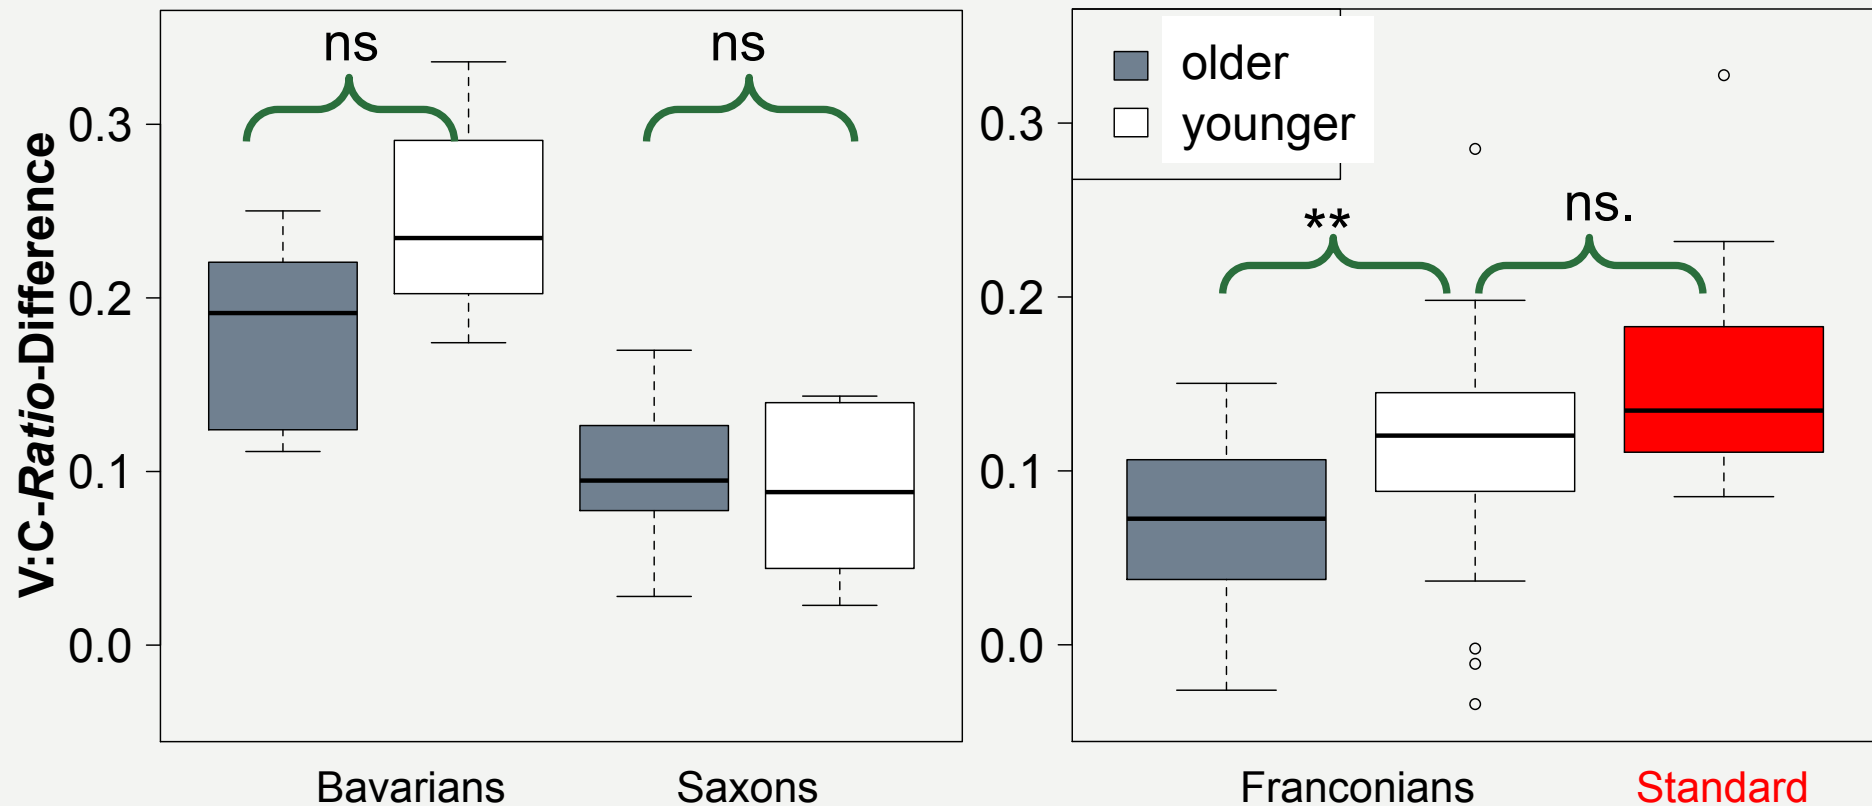 V:C-Ratio-Difference
0.3
0.2
0.1
0.0
ns
ns
Bavarians
Saxons
0.3
0.2
0.1
0.0
older
younger
**
ns.
Franconians
Standard